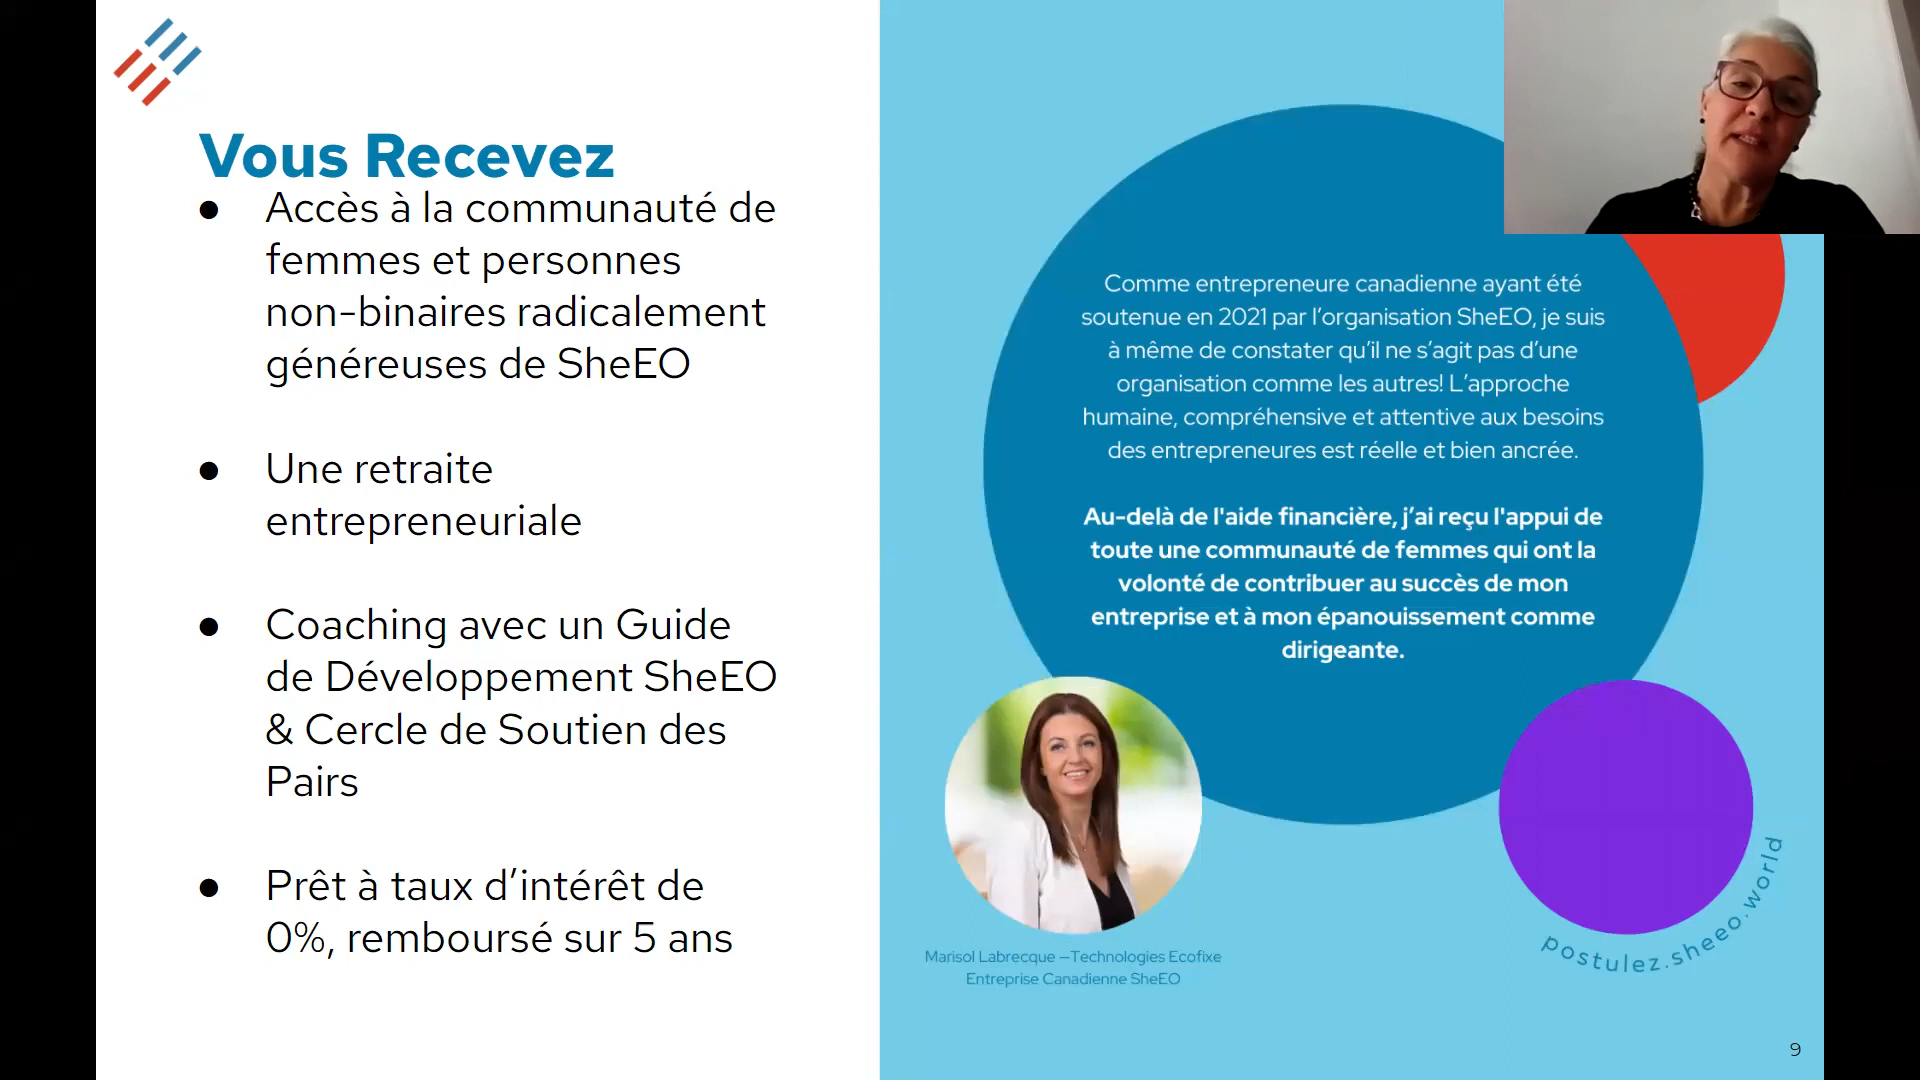 Vous Recevez
● Accès à la communauté de
femmes et personnes
non-binaires radicalement
généreuses de SheEO
● Une retraite
entrepreneuriale
● Coaching avec un Guide
de Développement SheEO
& Cercle de Soutien des
Pairs
● Prêt à taux d’intérêt de
0%, remboursé sur 5 ans
Comme entrepreneure canadienne ayant été
soutenue en 2021 par l’organisation SheEO, je suis
à même de constater qu’il ne s’agit pas d’une
organisation comme les autres! L’approche
humaine, compréhensive et attentive aux besoins
des entrepreneures est réelle et bien ancrée.
Au-delà de l'aide financière, j’ai reçu l'appui de
toute une communauté de femmes qui ont la
volonté de contribuer au succès de mon
entreprise et à mon épanouissement comme
dirigeante.
Marisol Labrecque –Technologies Ecofixe
Entreprise Canadienne SheEO
postulez.sheeo.world
9